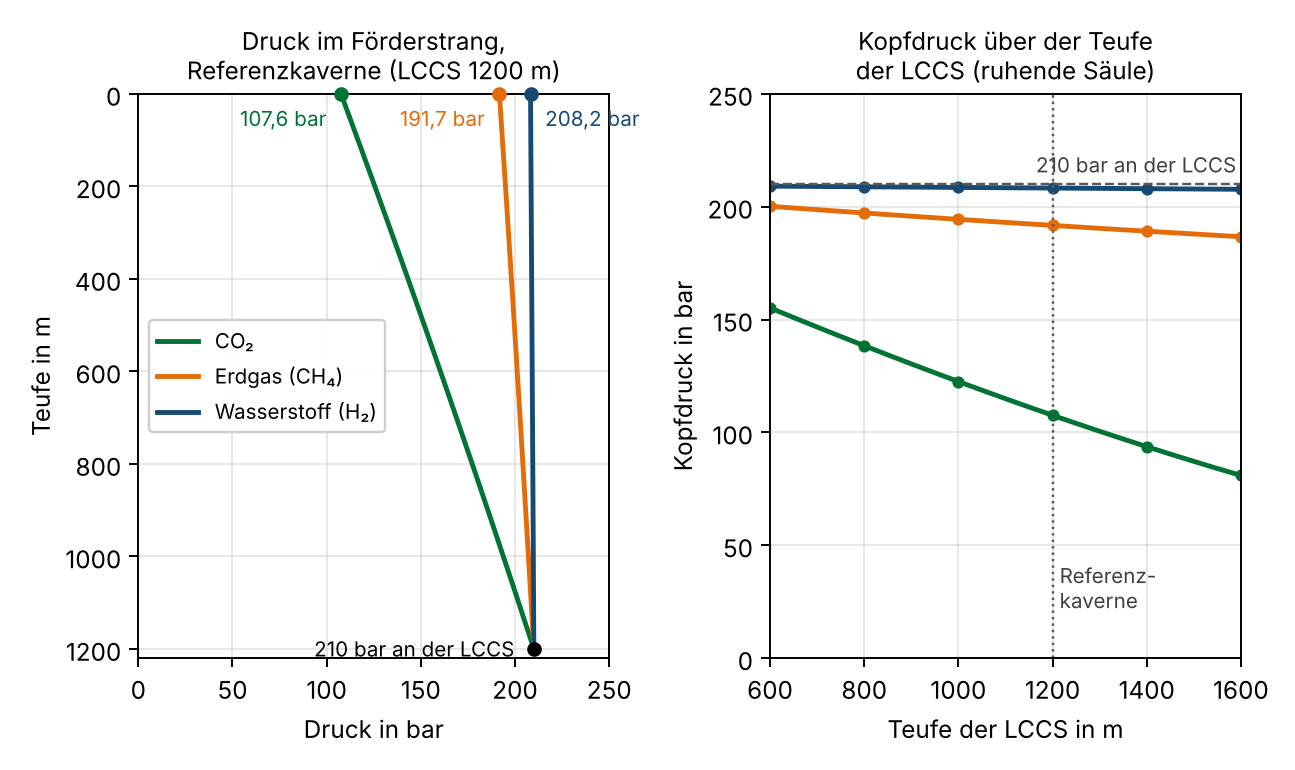 Druck im Förderstrang,
Referenzkaverne (LCCS 1200 m)
0
200
400
600
800
1000
1200
Teufe in m
107,6 bar
191,7 bar
208,2 bar
CO₂
Erdgas (CH₄)
Wasserstoff (H₂)
210 bar an der LCCS
0
50
100
150
200
250
Druck in bar
Kopfdruck über der Teufe
der LCCS (ruhende Säule)
250
200
150
100
50
0
Kopfdruck in bar
210 bar an der LCCS
Referenz-
kaverne
600
800
1000
1200
1400
1600
Teufe der LCCS in m